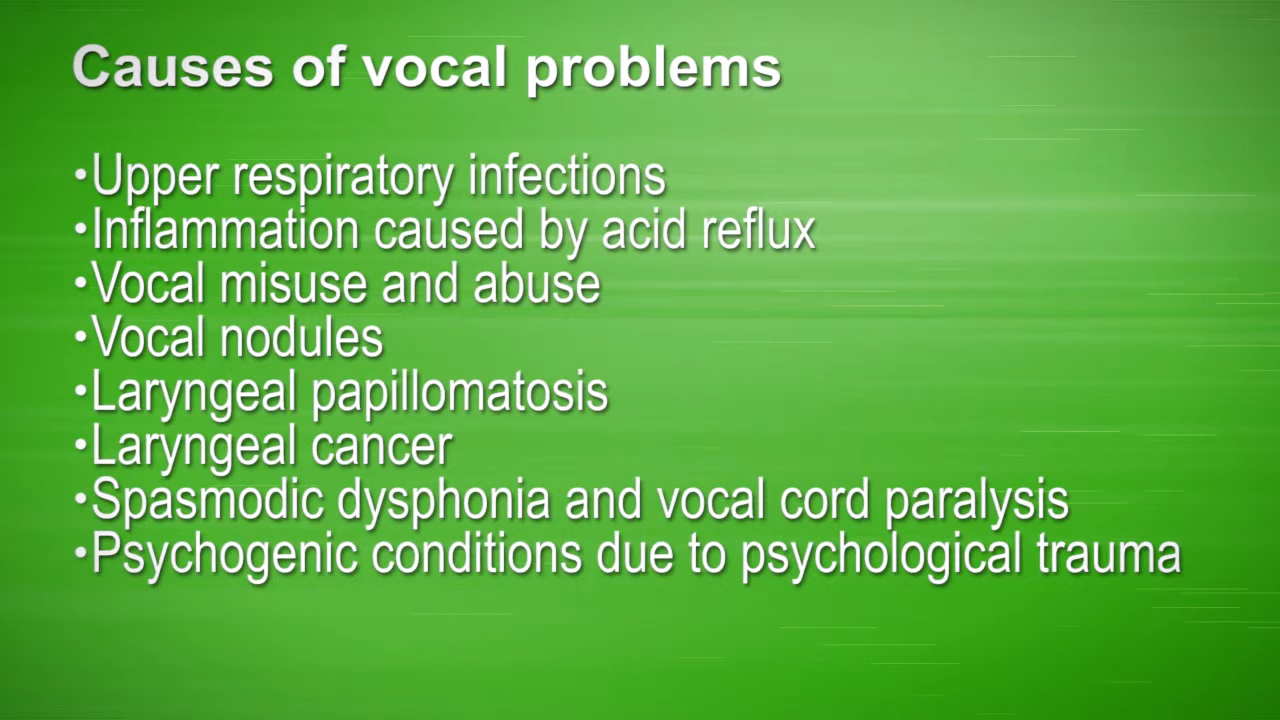 Causes of vocal problems
•Upper respiratory infections
•Inflammation caused by acid reflux
•Vocal misuse and abuse
•Vocal nodules
•Laryngeal papillomatosis
•Laryngeal cancer
•Spasmodic dysphonia and vocal cord paralysis
•Psychogenic conditions due to psychological trauma